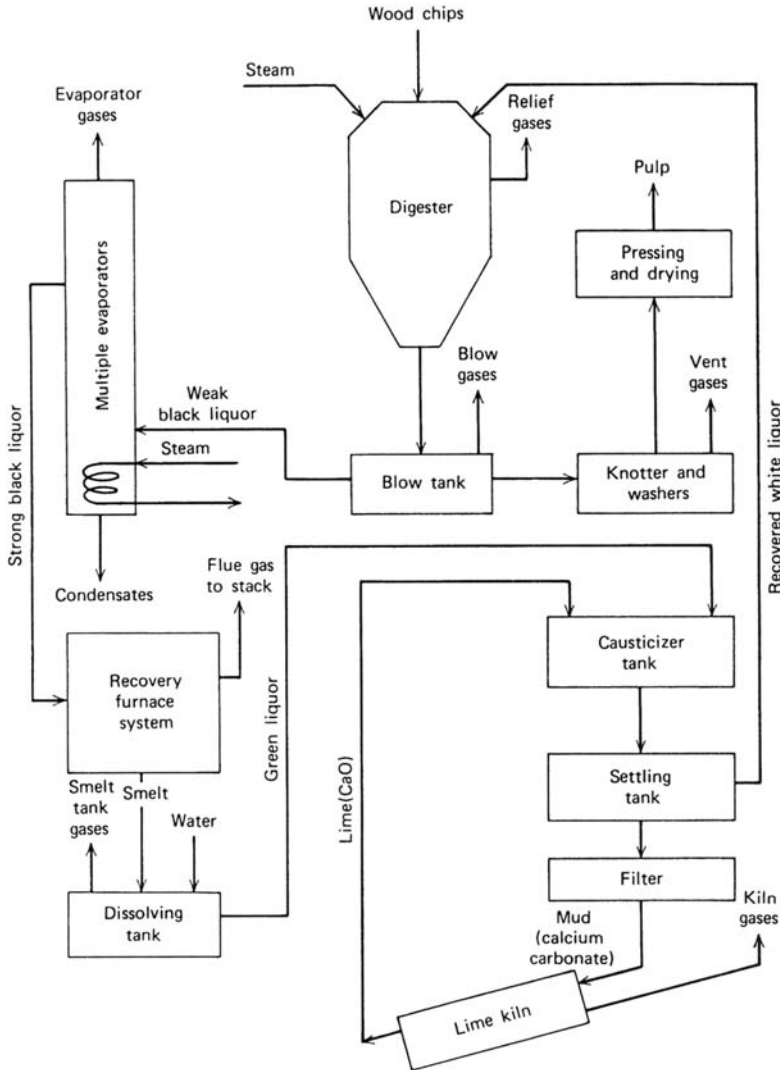 Wood chips
Steam
Evaporator
gases
Relief
gases
Digester
Pulp
Pressing
and drying
Multiple evaporators
Blow
gases
Vent
gases
Weak
black liquor
Steam
Blow tank
Knotter and
washers
Strong black liquor
Recovered white liquor
Condensates
Flue gas
to stack
Causticizer
tank
Recovery
furnace
system
Green liquor
Lime(CaO)
Settling
tank
Smelt
tank
gases
Smelt
Water
Filter
Dissolving
tank
Mud
(calcium
carbonate)
Kiln
gases
Lime kiln